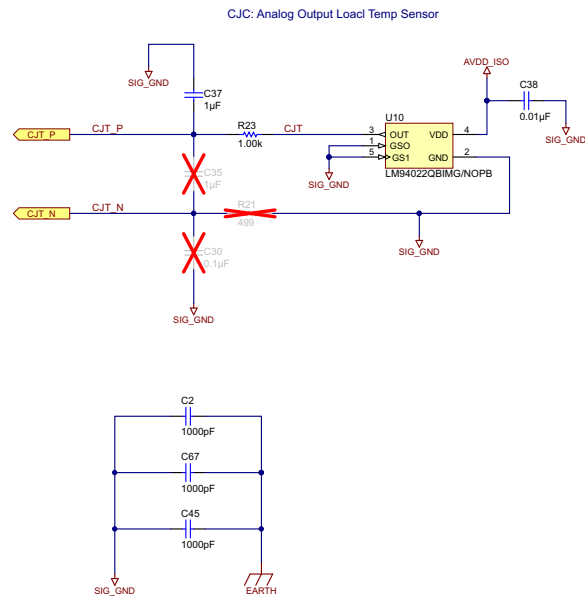 CJC: Analog Output Loacl Temp Sensor
AVDD_ISO
SIG_GND
C37
1µF
C38
0.01µF
SIG_GND
U10
CJT_P
CJT_P
R23
1.00k
CJT
3
OUT
VDD
4
1
GSO
GND
2
5
GS1
LM94022QBIMG/NOPB
SIG_GND
C35
1µF
CJT_N
CJT_N
R21
499
SIG_GND
C30
0.1µF
SIG_GND
C2
1000pF
C67
1000pF
C45
1000pF
SIG_GND
EARTH